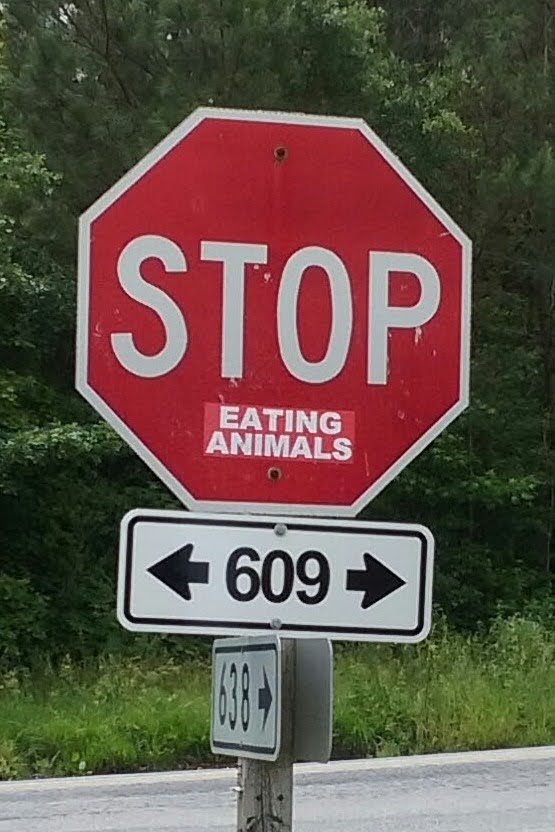 STOP
EATING
ANIMALS
609
638